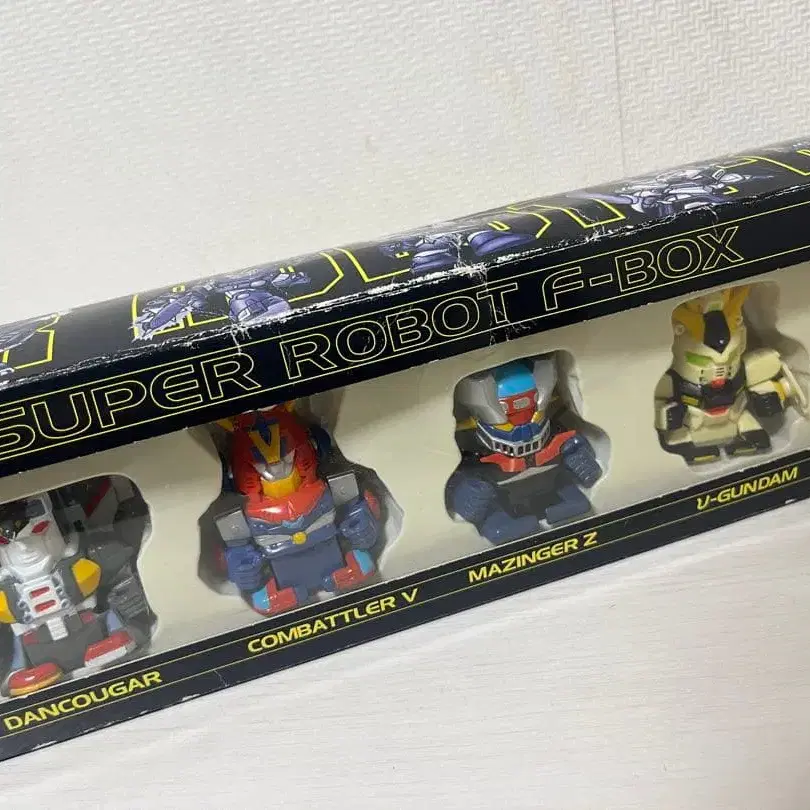 SUPER ROBOT F-BOX
DANCOUGAR
COMBATTLER V
MAZINGER Z
ν-GUNDAM